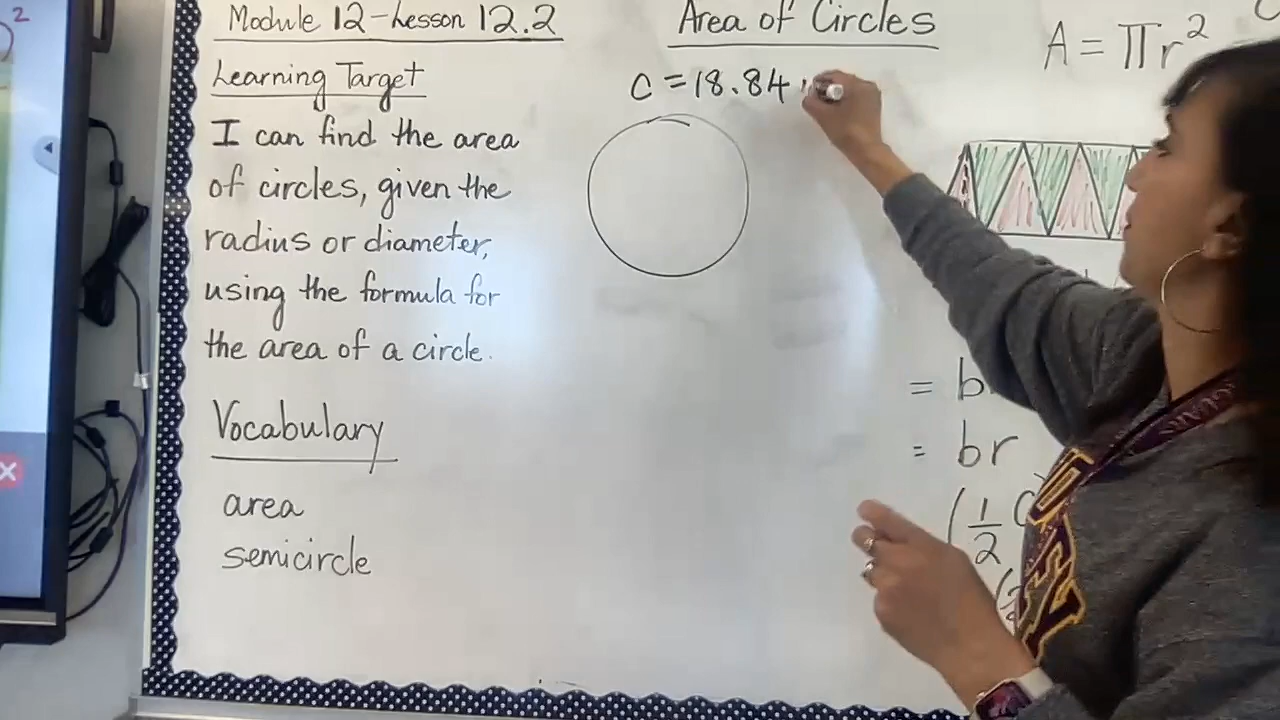 Module 12-Lesson 12.2
Learning Target
I can find the area
of circles, given the
radius or diameter,
using the formula for
the area of a circle.
Vocabulary
area
semicircle
Area of Circles
C = 18.84
A = πr²
= b
= br
(1/2 C
2